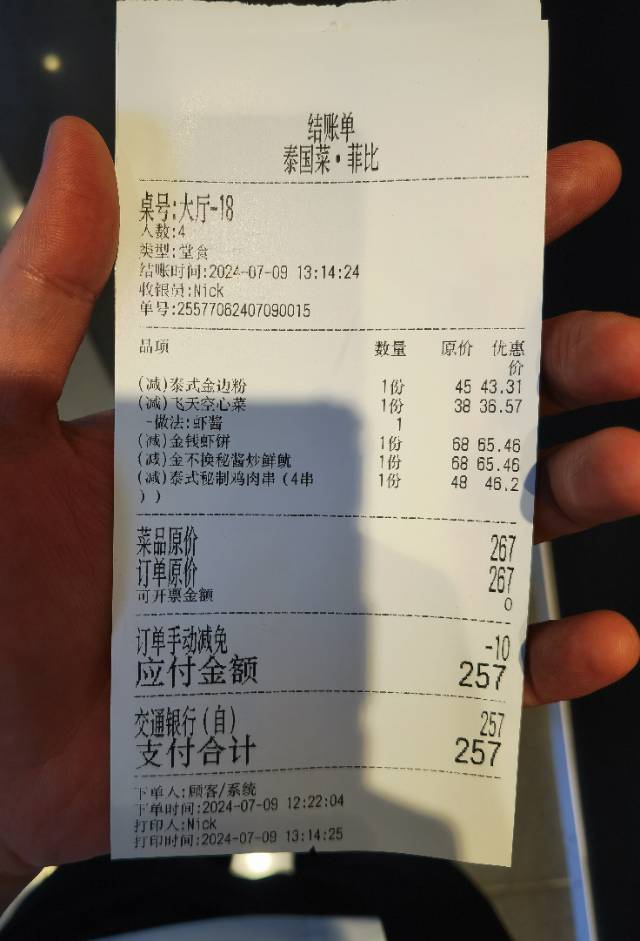 结账单
泰国菜·菲比
桌号:大厅-18
人数:4
类型:堂食
结账时间:2024-07-09 13:14:24
收银员:Nick
单号:25577062407090015
品项 数量 原价 优惠价
(减)泰式金边粉 1份 45 43.31
(减)飞天空心菜 1份 38 36.57
-做法:虾酱 1
(减)金钱虾饼 1份 68 65.46
(减)金不换秘酱炒鲜鱿 1份 68 65.46
(减)泰式秘制鸡肉串(4串 1份 48 46.2
))
菜品原价 267
订单原价 267
可开票金额 0
订单手动减免 -10
应付金额 257
交通银行(自) 257
支付合计 257
下单人:顾客/系统
下单时间:2024-07-09 12:22:04
打印人:Nick
打印时间:2024-07-09 13:14:25